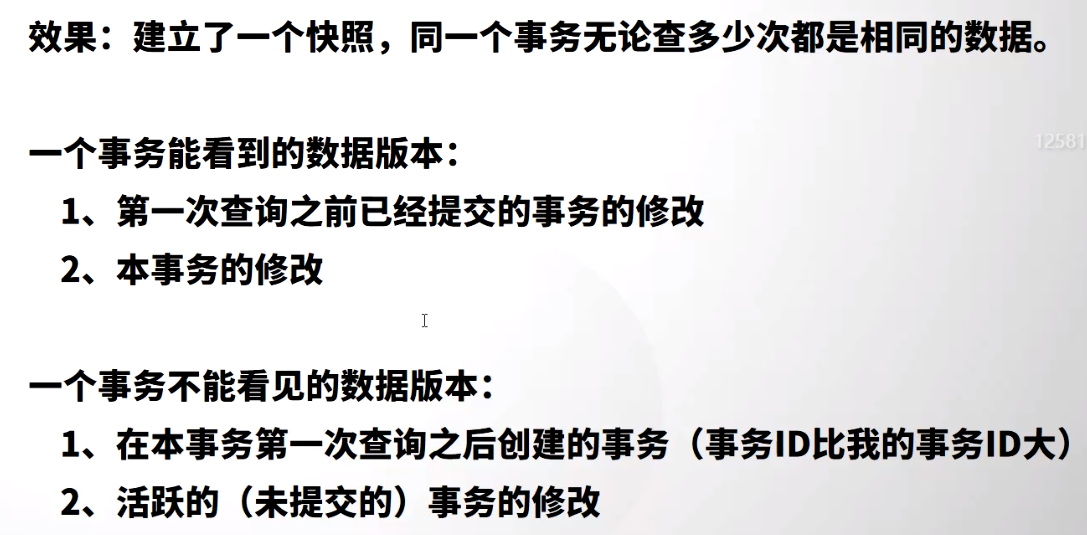 效果：建立了一个快照，同一个事务无论查多少次都是相同的数据。
一个事务能看到的数据版本：
12581
1、第一次查询之前已经提交的事务的修改
2、本事务的修改
一个事务不能看见的数据版本：
1、在本事务第一次查询之后创建的事务（事务ID比我的事务ID大）
2、活跃的（未提交的）事务的修改